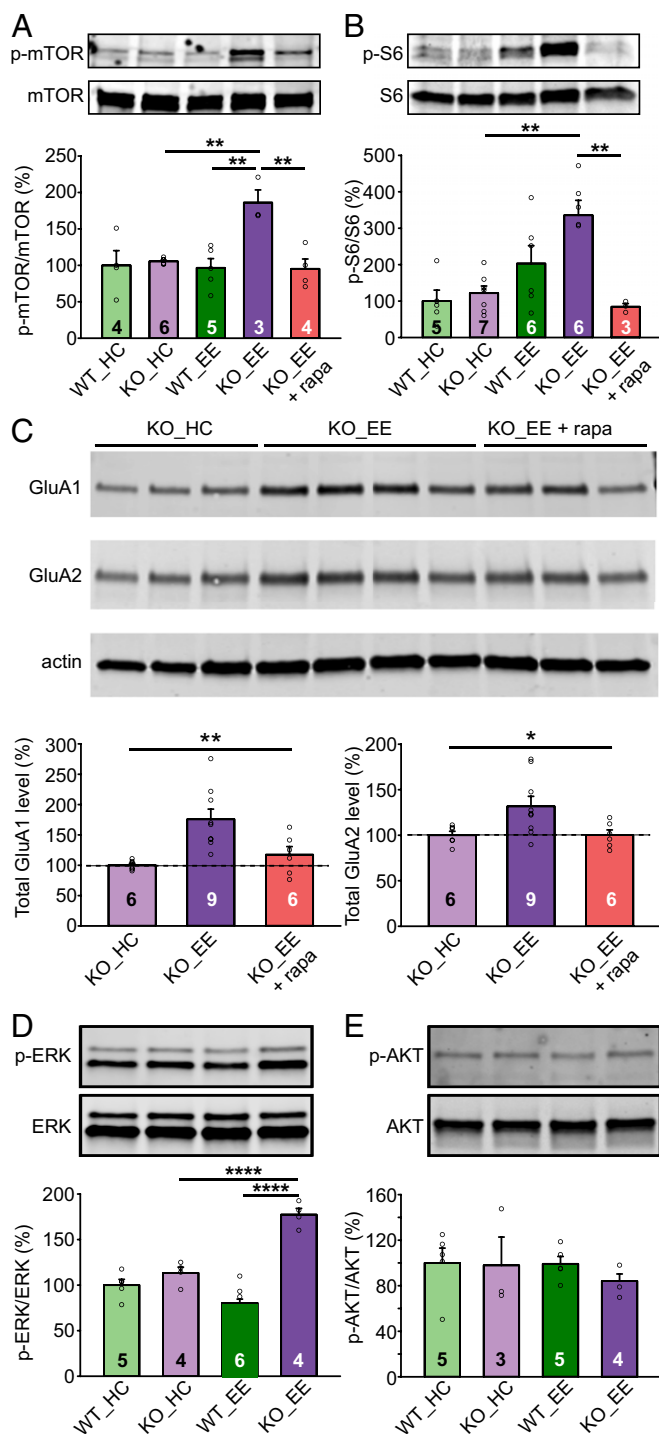 A
p-mTOR
mTOR
**
** **
p-mTOR/mTOR (%)
250
200
150
100
50
0
4 6 5 3 4
WT_HC KO_HC WT_EE KO_EE KO_EE + rapa
B
p-S6
S6
**
**
p-S6/S6 (%)
500
400
300
200
100
0
5 7 6 6 3
WT_HC KO_HC WT_EE KO_EE KO_EE + rapa
C
KO_HC KO_EE KO_EE + rapa
GluA1
GluA2
actin
**
Total GluA1 level (%)
300
250
200
150
100
50
0
6 9 6
KO_HC KO_EE KO_EE + rapa
*
Total GluA2 level (%)
200
150
100
50
0
6 9 6
KO_HC KO_EE KO_EE + rapa
D
p-ERK
ERK
****
****
p-ERK/ERK (%)
200
150
100
50
0
5 4 6 4
WT_HC KO_HC WT_EE KO_EE
E
p-AKT
AKT
p-AKT/AKT (%)
160
120
80
40
0
5 3 5 4
WT_HC KO_HC WT_EE KO_EE